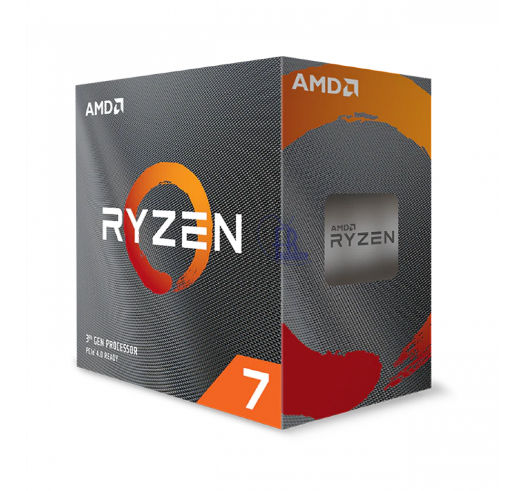 AMD
RYZEN
3rd GEN PROCESSOR
PCIe® 4.0 READY
7
AMD
AMD
RYZEN